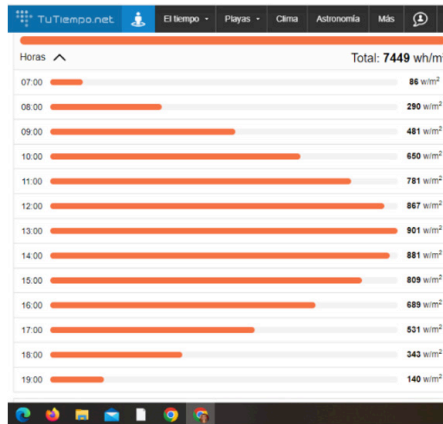 TuTiempo.net El tiempo Playas Clima Astronomía Más
Horas Total: 7449 wh/m
07:00 86 w/m²
08:00 290 w/m²
09:00 481 w/m²
10:00 650 w/m²
11:00 781 w/m²
12:00 867 w/m²
13:00 901 w/m²
14:00 881 w/m²
15:00 809 w/m²
16:00 689 w/m²
17:00 531 w/m²
18:00 343 w/m²
19:00 140 w/m²